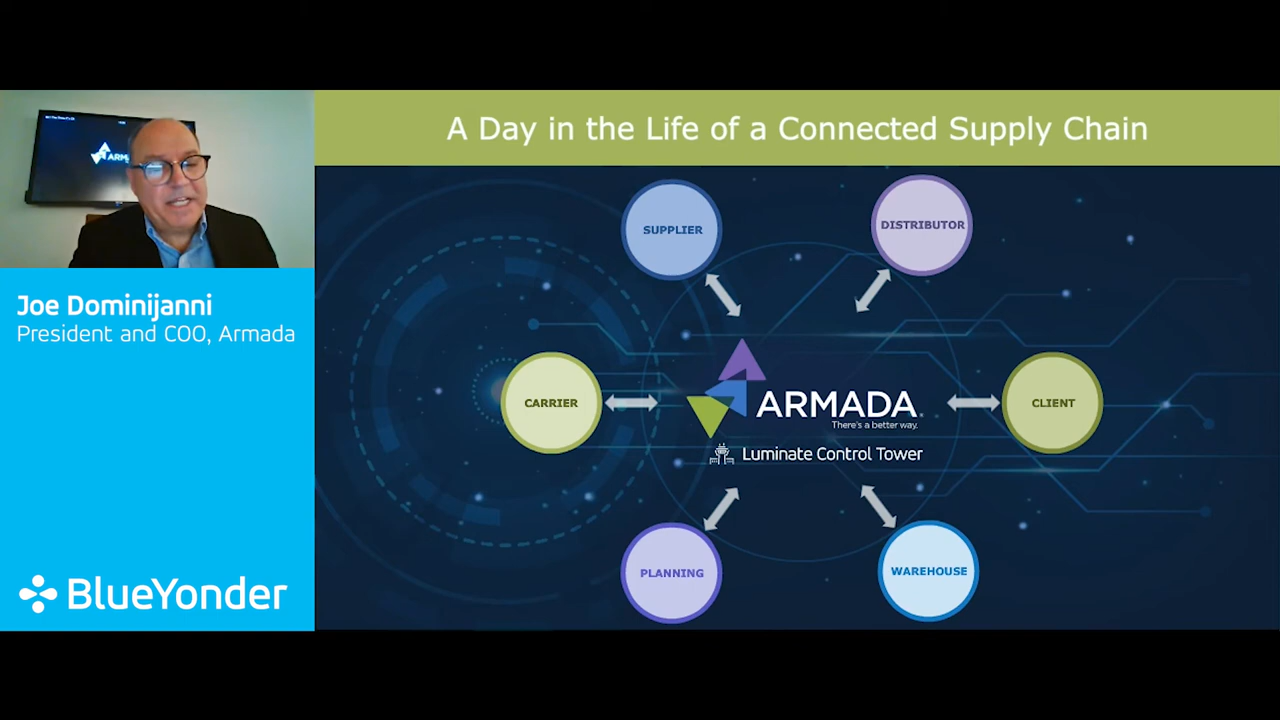 A Day in the Life of a Connected Supply Chain
ARM
Joe Dominijanni
President and COO, Armada
BlueYonder
SUPPLIER
DISTRIBUTOR
CARRIER
ARMADA
There's a better way.
Luminate Control Tower
CLIENT
PLANNING
WAREHOUSE